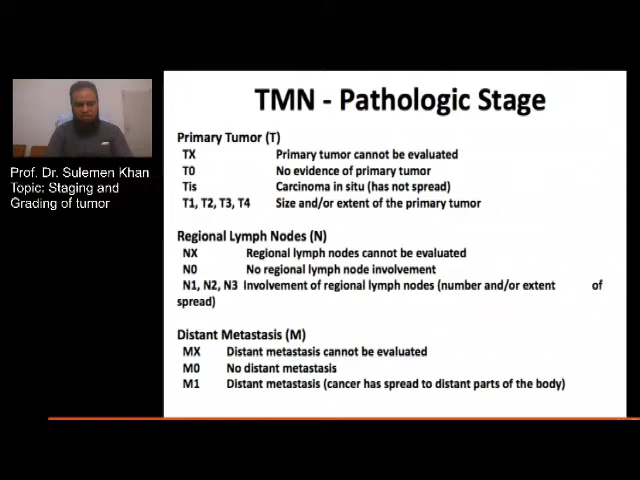 TMN - Pathologic Stage
Primary Tumor (T)
TX Primary tumor cannot be evaluated
T0 No evidence of primary tumor
Tis Carcinoma in situ (has not spread)
T1, T2, T3, T4 Size and/or extent of the primary tumor
Regional Lymph Nodes (N)
NX Regional lymph nodes cannot be evaluated
N0 No regional lymph node involvement
N1, N2, N3 Involvement of regional lymph nodes (number and/or extent of
spread)
Distant Metastasis (M)
MX Distant metastasis cannot be evaluated
M0 No distant metastasis
M1 Distant metastasis (cancer has spread to distant parts of the body)
Prof. Dr. Sulemen Khan
Topic: Staging and
Grading of tumor